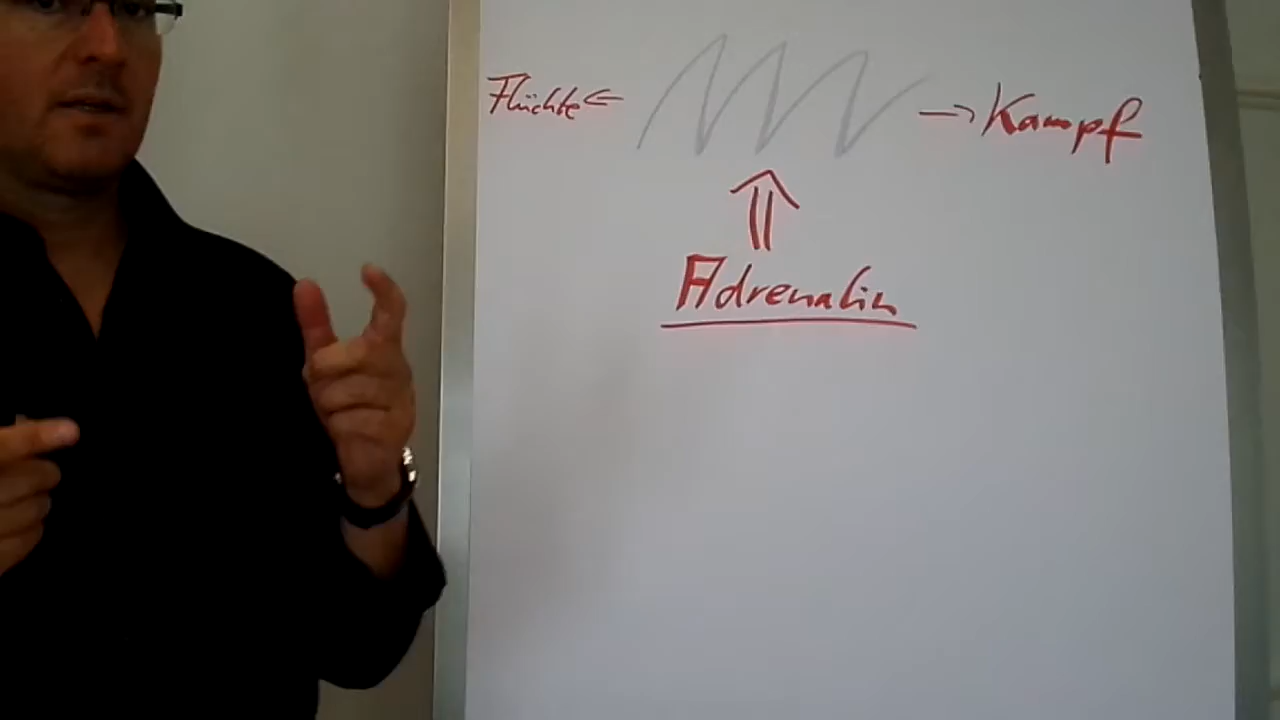 Flüchte ← → Kampf
Adrenalin